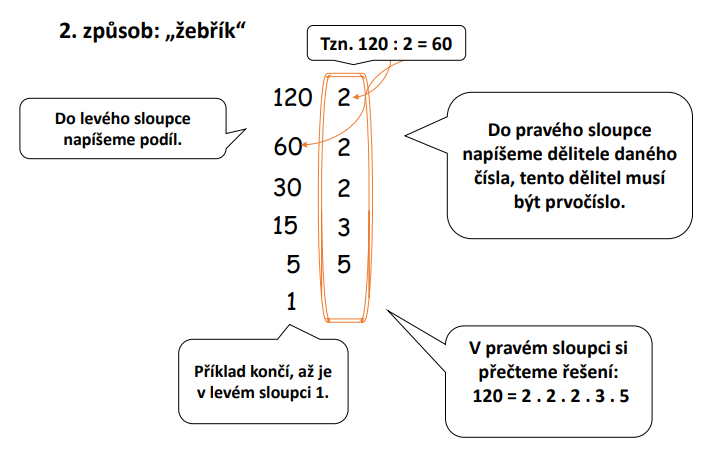 2. způsob: „žebřík“
Tzn. 120 : 2 = 60
120 2
Do levého sloupce
napíšeme podíl.
Do pravého sloupce
napíšeme dělitele daného
čísla, tento dělitel musí
být prvočíslo.
60 2
30 2
15 3
5 5
1
Příklad končí, až je
v levém sloupci 1.
V pravém sloupci si
přečteme řešení:
120 = 2 . 2 . 2 . 3 . 5